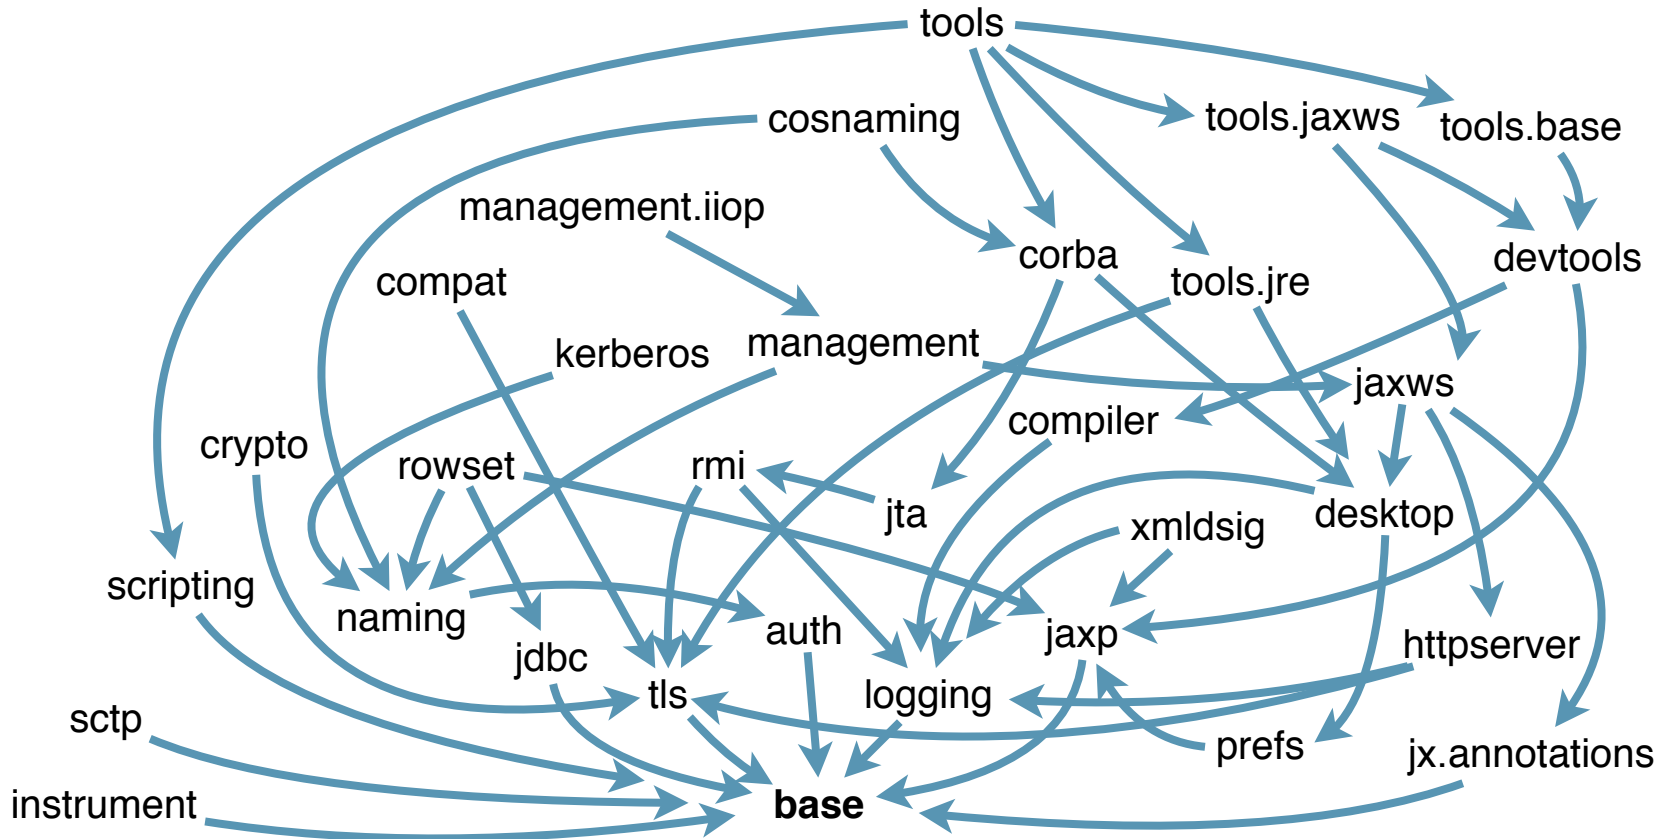 tools
cosnaming
tools.jaxws
tools.base
management.iiop
corba
devtools
compat
tools.jre
management
kerberos
jaxws
compiler
crypto
rowset
rmi
jta
desktop
xmldsig
scripting
naming
auth
jaxp
httpserver
jdbc
tls
logging
sctp
prefs
jx.annotations
instrument
base